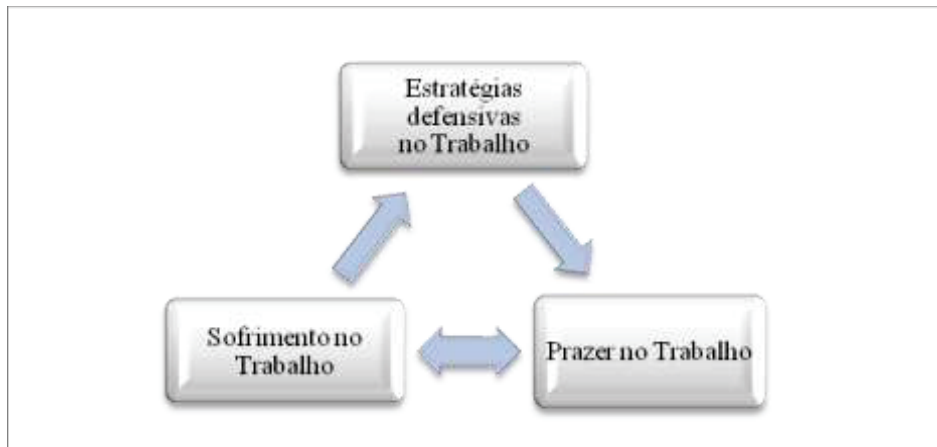 Estratégias
defensivas
no Trabalho
Sofrimento no
Trabalho
Prazer no Trabalho